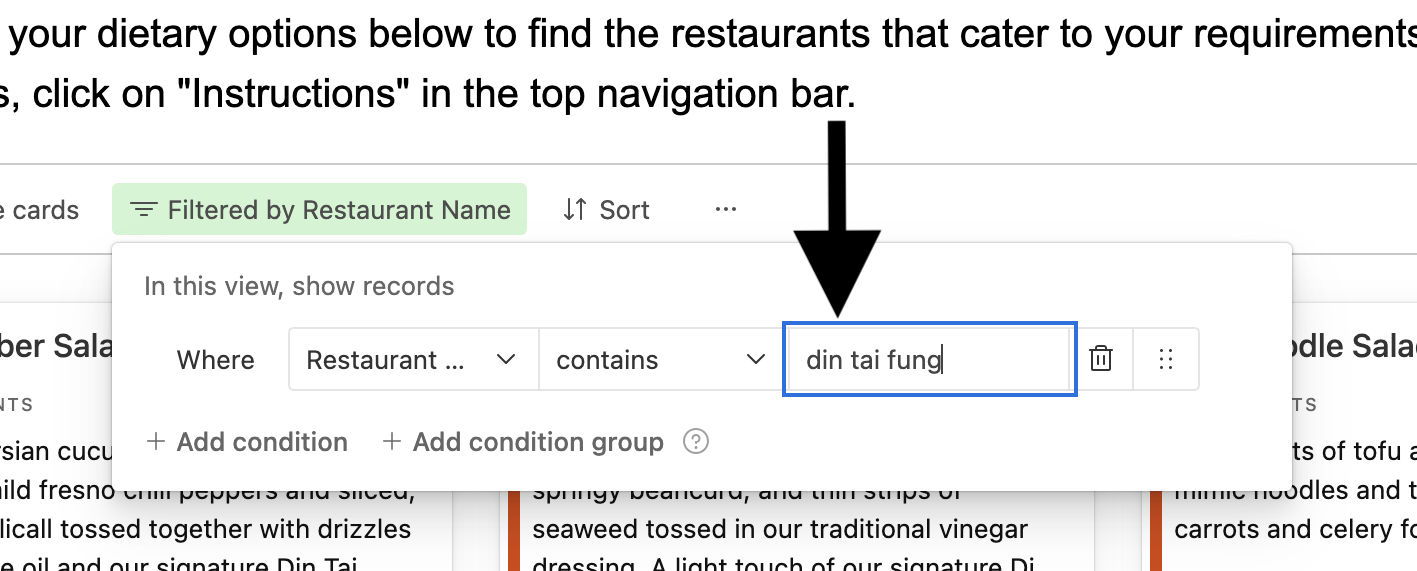 your dietary options below to find the restaurants that cater to your requirements
s, click on "Instructions" in the top navigation bar.
cards
Filtered by Restaurant Name
Sort
...
In this view, show records
Where
Restaurant ...
contains
din tai fung
+ Add condition
+ Add condition group
?
ber Sala
odle Sala
NTS
TS
rsian cucu
ts of tofu a
ild fresno chili peppers and sliced,
springy beancurd, and thin strips of
mimic noodles and t
licall tossed together with drizzles
seaweed tossed in our traditional vinegar
carrots and celery fo
e oil and our signature Din Tai
dressing. A light touch of our signature Di